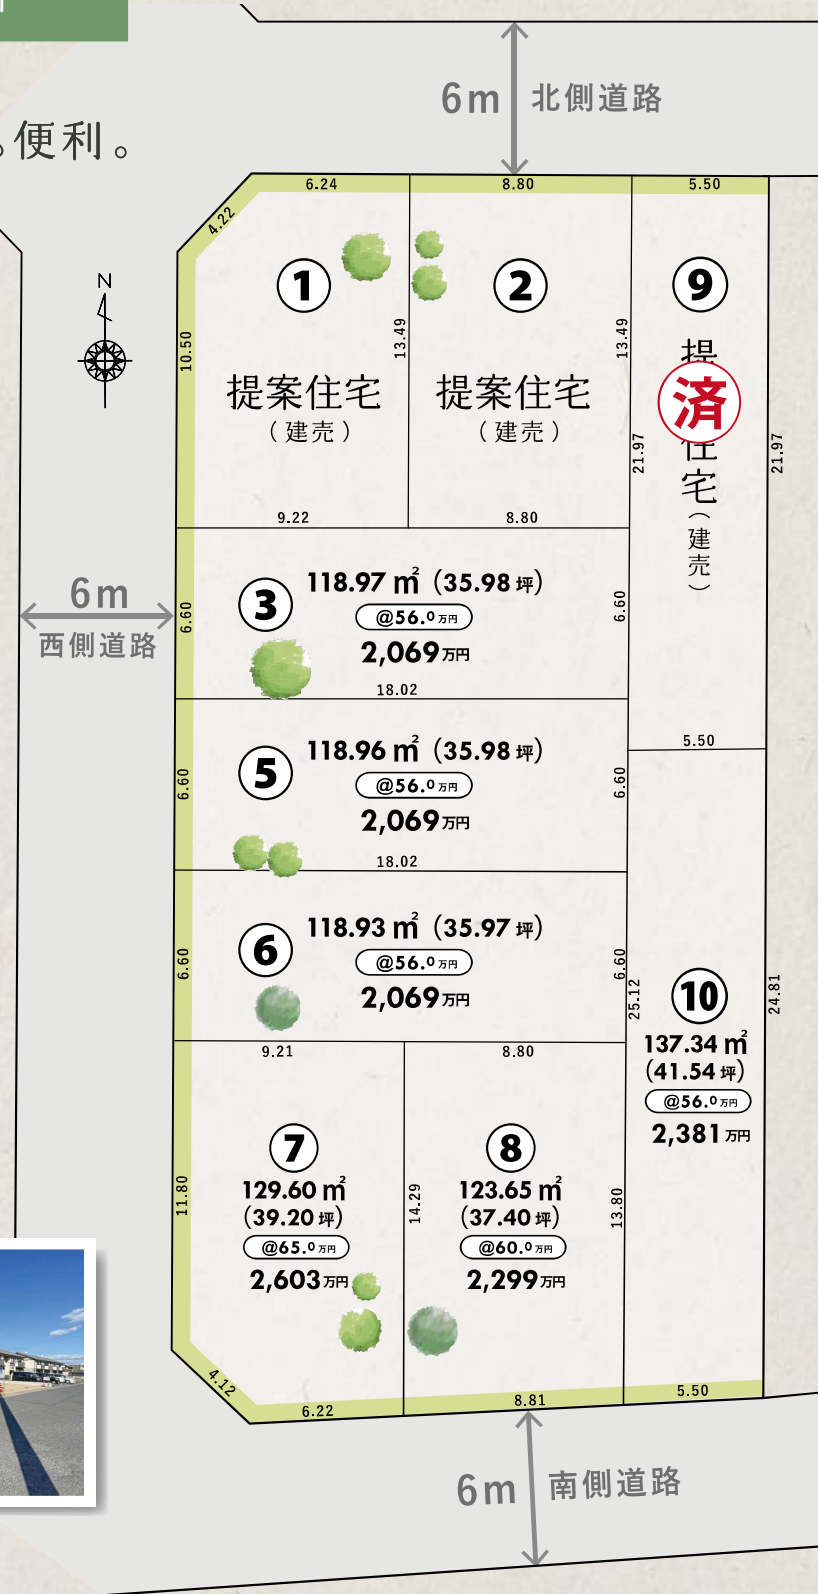 6m 北側道路
便利。
6.24
8.80
5.50
4.22
N
10.50
①
13.49
提案住宅
（建売）
9.22
②
13.49
提案住宅
（建売）
8.80
⑨
提
済
住宅
（建売）
21.97
21.97
5.50
6m
西側道路
③
118.97㎡（35.98坪）
@56.0万円
2,069万円
6.60
6.60
18.02
⑤
118.96㎡（35.98坪）
@56.0万円
2,069万円
6.60
6.60
18.02
⑥
118.93㎡（35.97坪）
@56.0万円
2,069万円
6.60
6.60
9.21
8.80
25.12
⑩
137.34㎡
（41.54坪）
@56.0万円
2,381万円
24.81
⑦
129.60㎡
（39.20坪）
@65.0万円
2,603万円
11.80
14.29
⑧
123.65㎡
（37.40坪）
@60.0万円
2,299万円
13.80
4.12
6.22
8.81
5.50
6m 南側道路